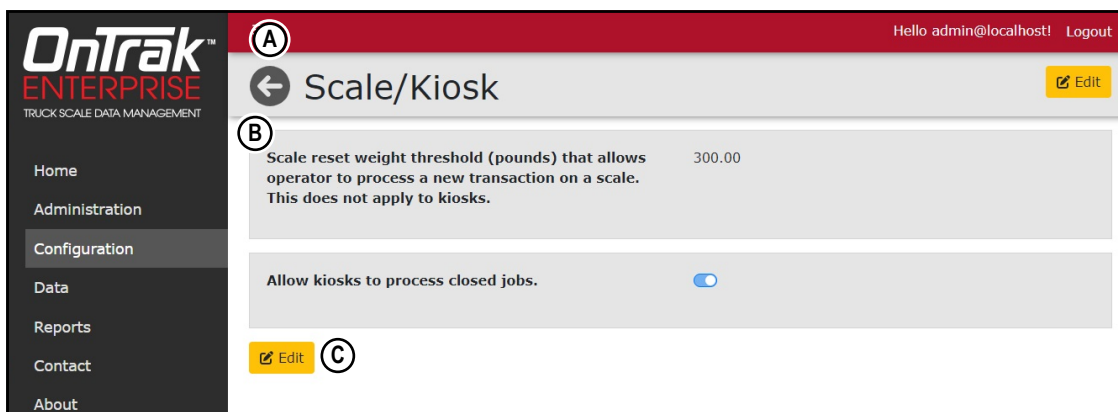 OnTrak™
ENTERPRISE
TRUCK SCALE DATA MANAGEMENT
Home
Administration
Configuration
Data
Reports
Contact
About
A
Hello admin@localhost! Logout
Scale/Kiosk
Edit
B
Scale reset weight threshold (pounds) that allows 300.00
operator to process a new transaction on a scale.
This does not apply to kiosks.
Allow kiosks to process closed jobs.
Edit C